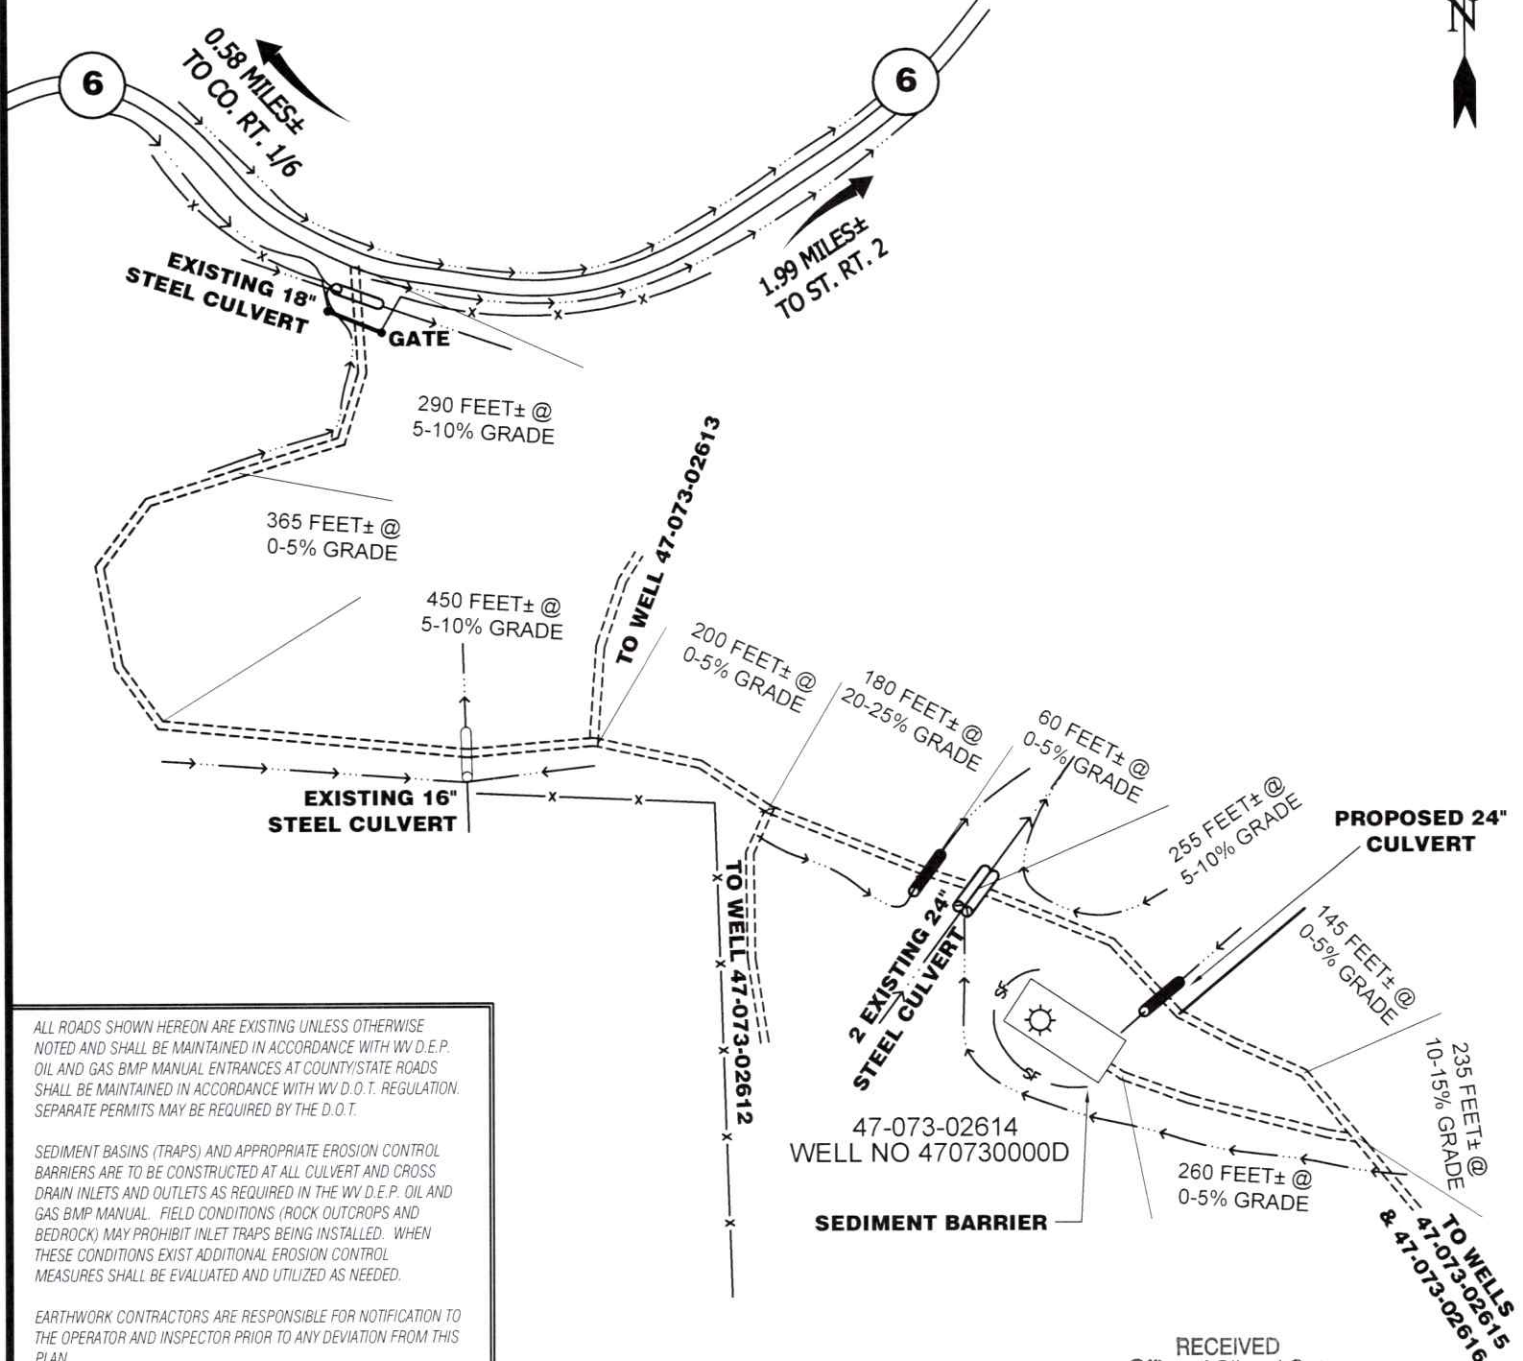 N
6
0.58 MILES±
TO CO. RT. 1/6
6
1.99 MILES±
TO ST. RT. 2
EXISTING 18"
STEEL CULVERT
GATE
290 FEET± @
5-10% GRADE
365 FEET± @
0-5% GRADE
450 FEET± @
5-10% GRADE
TO WELL 47-073-02613
200 FEET± @
0-5% GRADE
180 FEET± @
20-25% GRADE
60 FEET± @
0-5% GRADE
255 FEET± @
5-10% GRADE
PROPOSED 24"
CULVERT
EXISTING 16"
STEEL CULVERT
TO WELL 47-073-02612
2 EXISTING 24"
STEEL CULVERT
145 FEET± @
0-5% GRADE
235 FEET± @
10-15% GRADE
SF
SF
47-073-02614
WELL NO 470730000D
SEDIMENT BARRIER
260 FEET± @
0-5% GRADE
TO WELLS
47-073-02615
& 47-073-02616
ALL ROADS SHOWN HEREON ARE EXISTING UNLESS OTHERWISE
NOTED AND SHALL BE MAINTAINED IN ACCORDANCE WITH WV D.E.P.
OIL AND GAS BMP MANUAL ENTRANCES AT COUNTY/STATE ROADS
SHALL BE MAINTAINED IN ACCORDANCE WITH WV D.O.T. REGULATION.
SEPARATE PERMITS MAY BE REQUIRED BY THE D.O.T.
SEDIMENT BASINS (TRAPS) AND APPROPRIATE EROSION CONTROL
BARRIERS ARE TO BE CONSTRUCTED AT ALL CULVERT AND CROSS
DRAIN INLETS AND OUTLETS AS REQUIRED IN THE WV D.E.P. OIL AND
GAS BMP MANUAL. FIELD CONDITIONS (ROCK OUTCROPS AND
BEDROCK) MAY PROHIBIT INLET TRAPS BEING INSTALLED. WHEN
THESE CONDITIONS EXIST ADDITIONAL EROSION CONTROL
MEASURES SHALL BE EVALUATED AND UTILIZED AS NEEDED.
EARTHWORK CONTRACTORS ARE RESPONSIBLE FOR NOTIFICATION TO
THE OPERATOR AND INSPECTOR PRIOR TO ANY DEVIATION FROM THIS
PLAN
RECEIVED